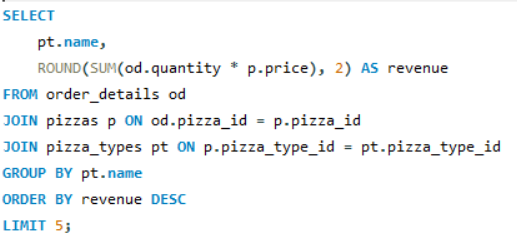 SELECT
    pt.name,
    ROUND(SUM(od.quantity * p.price), 2) AS revenue
FROM order_details od
JOIN pizzas p ON od.pizza_id = p.pizza_id
JOIN pizza_types pt ON p.pizza_type_id = pt.pizza_type_id
GROUP BY pt.name
ORDER BY revenue DESC
LIMIT 5;